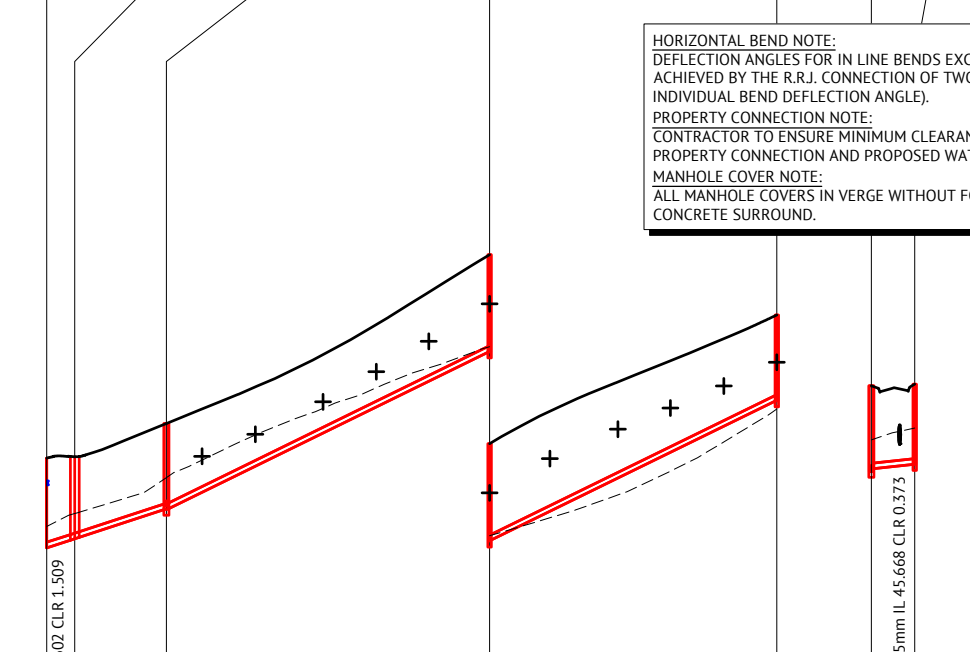 HORIZONTAL BEND NOTE:
DEFLECTION ANGLES FOR IN LINE BENDS EXC
ACHIEVED BY THE R.R.J. CONNECTION OF TWO
INDIVIDUAL BEND DEFLECTION ANGLE).
PROPERTY CONNECTION NOTE:
CONTRACTOR TO ENSURE MINIMUM CLEARAN
PROPERTY CONNECTION AND PROPOSED WAT
MANHOLE COVER NOTE:
ALL MANHOLE COVERS IN VERGE WITHOUT FO
CONCRETE SURROUND.
02 CLR 1.509
5mm IL 45.668 CLR 0.373